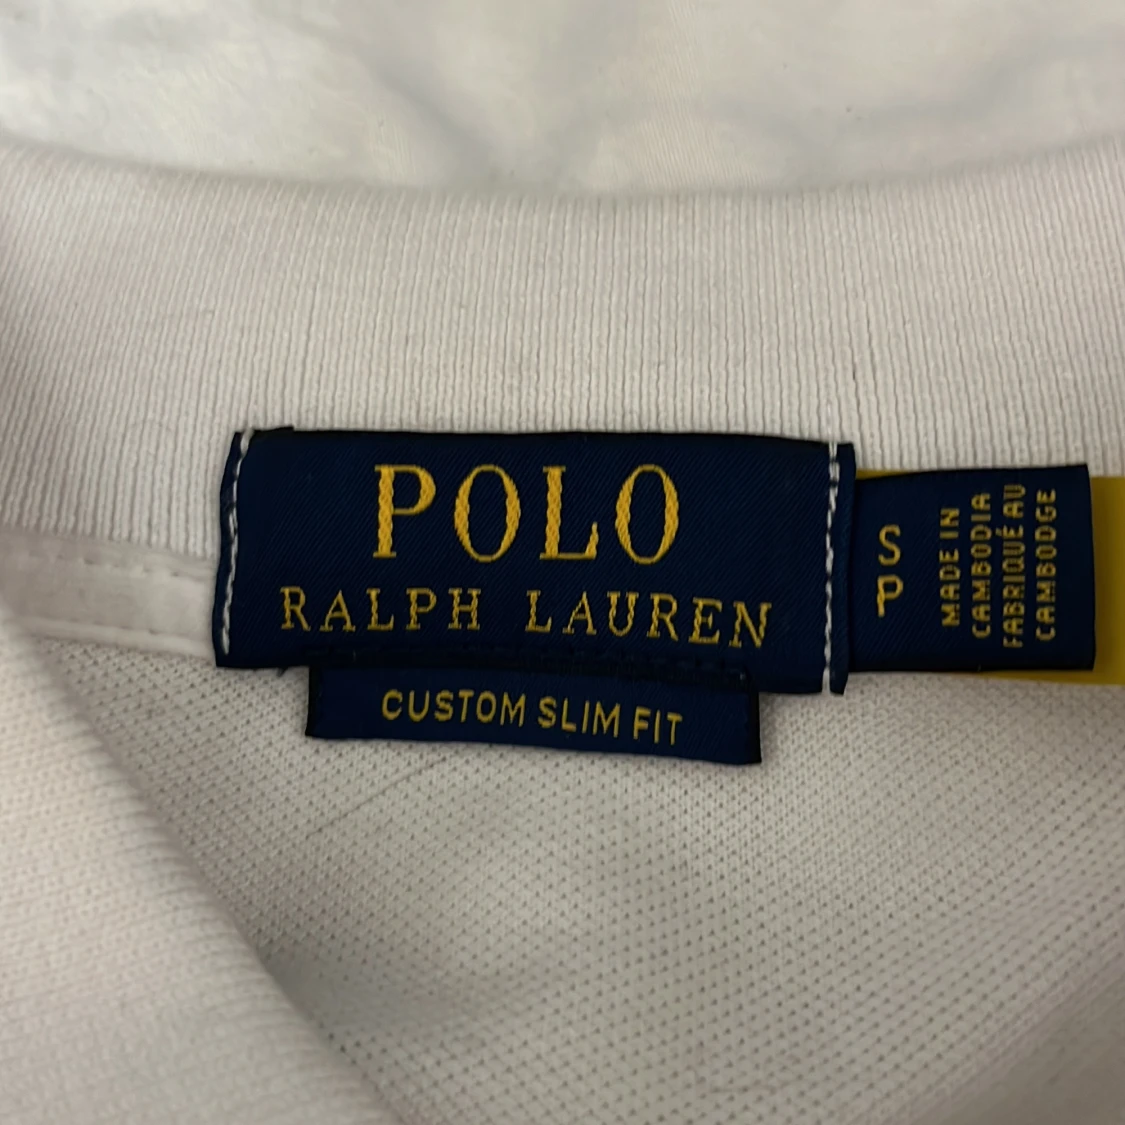 POLO
RALPH LAUREN
CUSTOM SLIM FIT
S
P
MADE IN
CAMBODIA
FABRIQUÉ AU
CAMBODGE